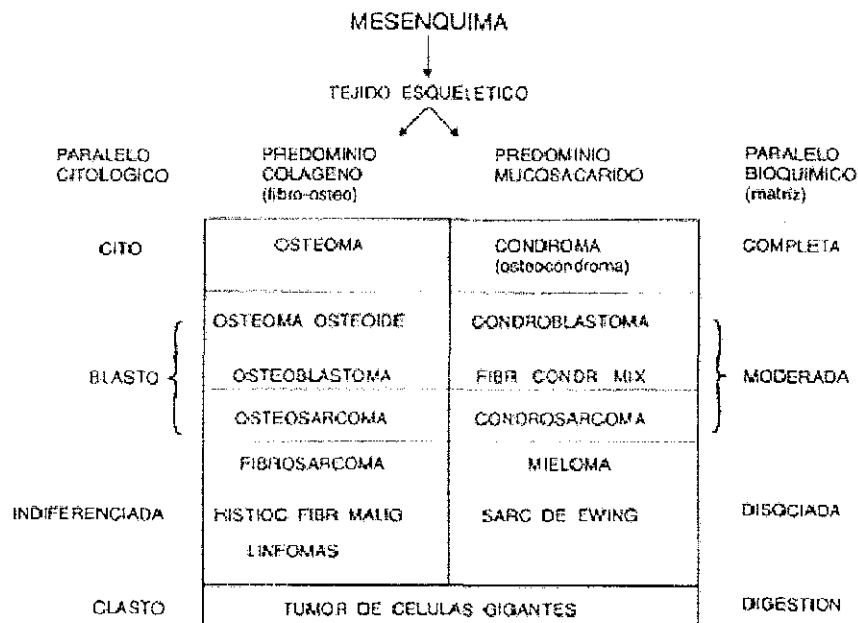 MESENQUIMA
TEJIDO ESQUELETICO
PARALELO CITOLOGICO
PREDOMINIO COLAGENO (fibro-osteo)
PREDOMINIO MUCOSACARIDO
PARALELO BIOQUIMICO (matriz)
CITO OSTEOMA CONDROMA (osteocondroma) COMPLETA
OSTEOMA OSTEOIDE CONDROBLASTOMA
BLASTO OSTEOBLASTOMA FIBR CONDR MIX MODERADA
OSTEOSARCOMA CONDROSARCOMA
FIBROSARCOMA MIELOMA
INDIFERENCIADA HISTIOC FIBR MALIG SARC DE EWING DISOCIADA
LINFOMAS
CLASTO TUMOR DE CELULAS GIGANTES DIGESTION